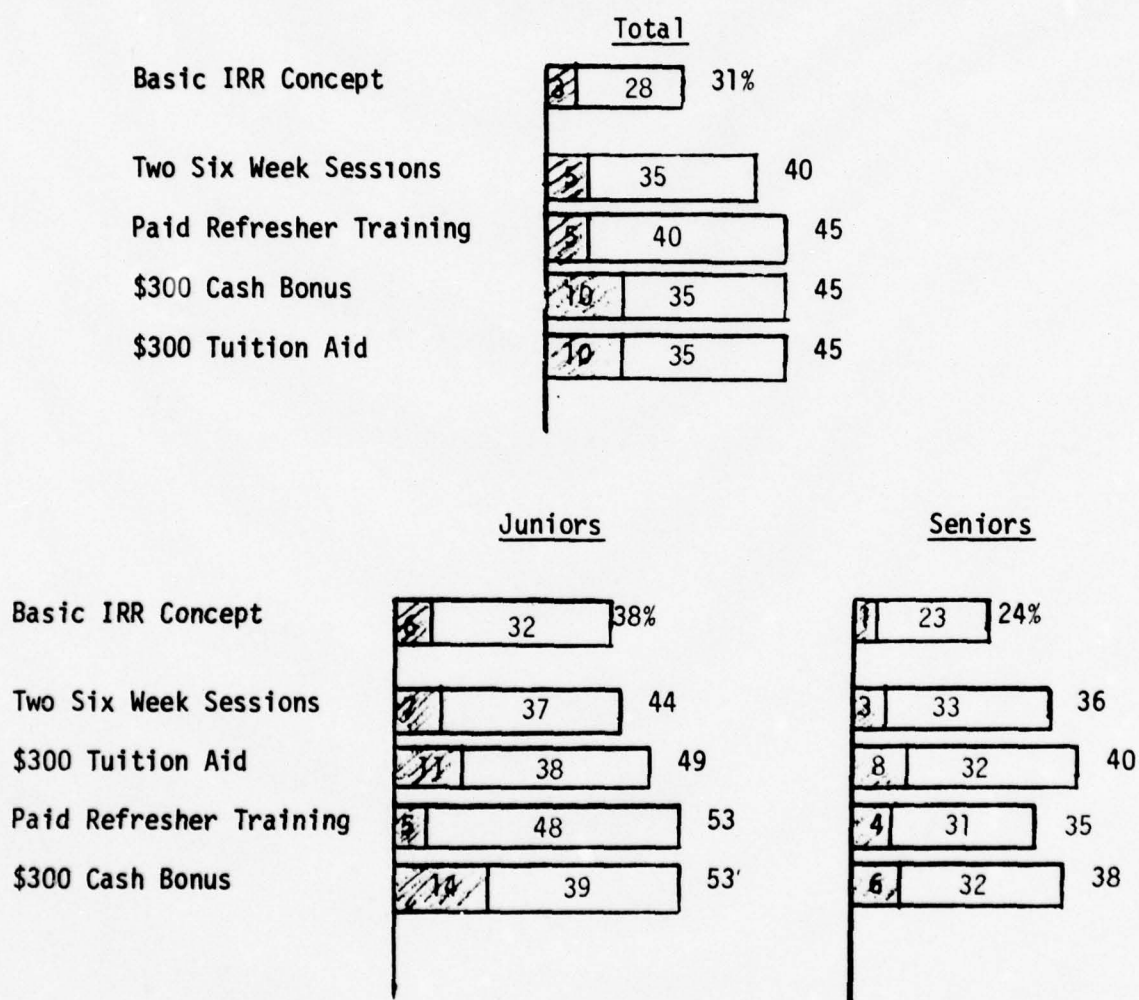 Total
Basic IRR Concept 3 28 31%
Two Six Week Sessions 5 35 40
Paid Refresher Training 5 40 45
$300 Cash Bonus 10 35 45
$300 Tuition Aid 10 35 45
Juniors Seniors
Basic IRR Concept 6 32 38% 1 23 24%
Two Six Week Sessions 7 37 44 3 33 36
$300 Tuition Aid 11 38 49 8 32 40
Paid Refresher Training 5 48 53 4 31 35
$300 Cash Bonus 14 39 53 6 32 38